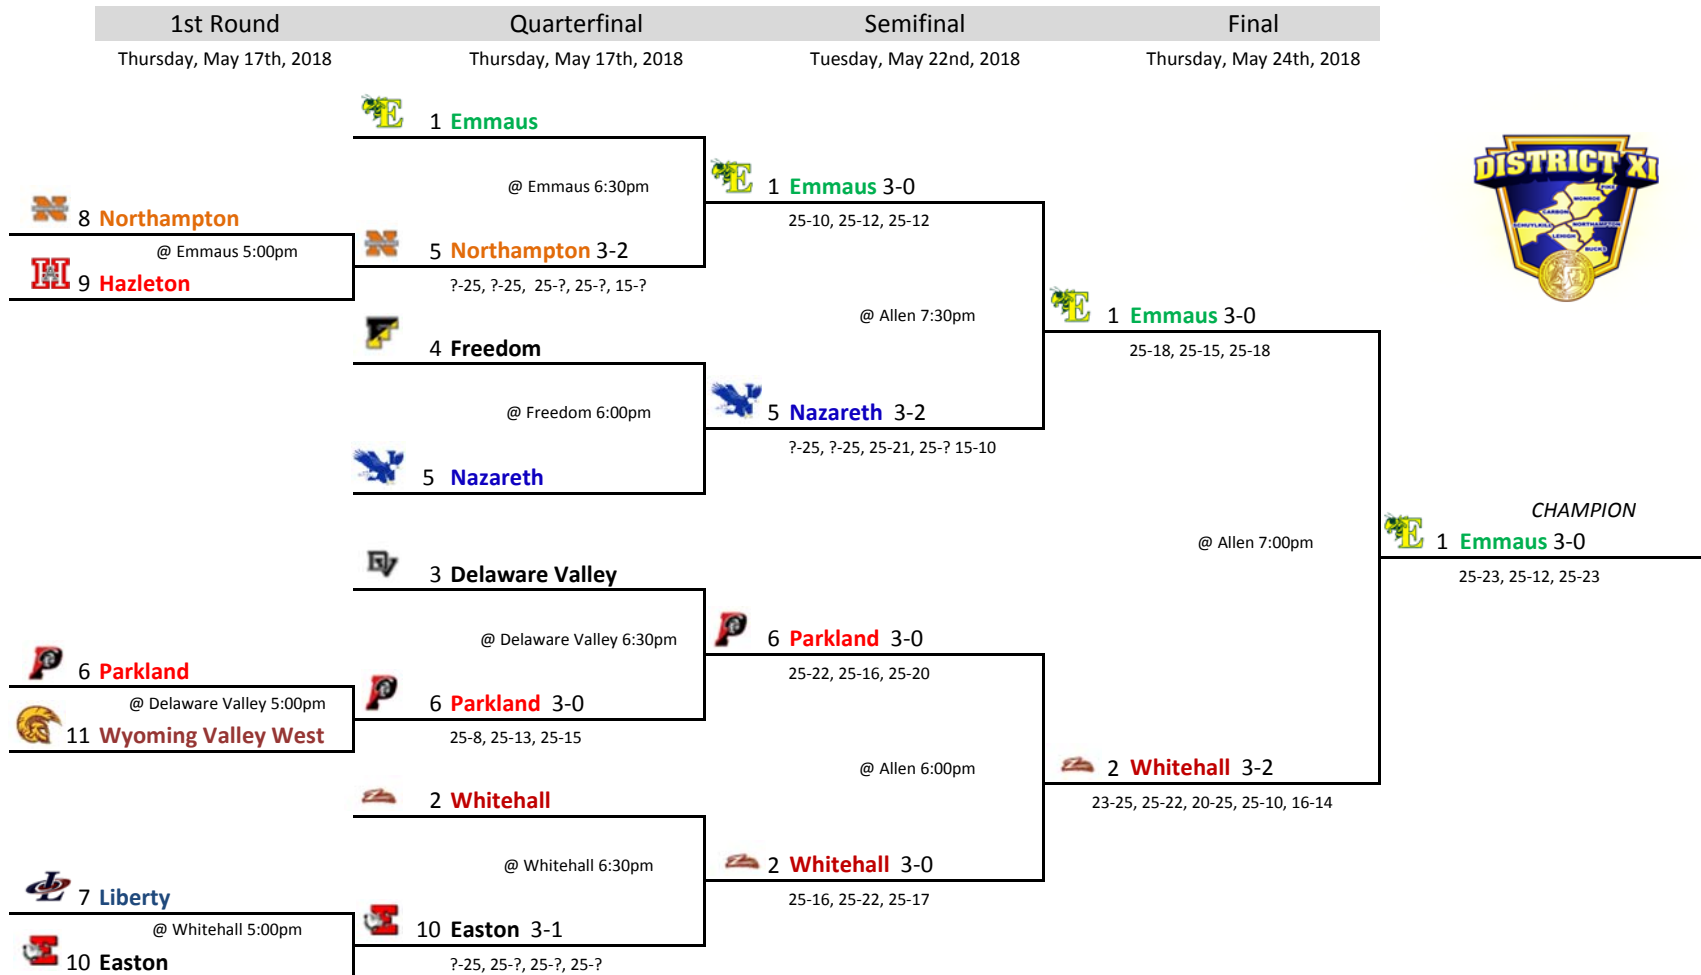 1st Round Quarterfinal Semifinal Final
Thursday, May 17th, 2018 Thursday, May 17th, 2018 Tuesday, May 22nd, 2018 Thursday, May 24th, 2018
1 Emmaus
@ Emmaus 6:30pm
1 Emmaus 3-0
25-10, 25-12, 25-12
8 Northampton
@ Emmaus 5:00pm
9 Hazleton
5 Northampton 3-2
?-25, ?-25, 25-?, 25-?, 15-?
@ Allen 7:30pm
1 Emmaus 3-0
25-18, 25-15, 25-18
4 Freedom
@ Freedom 6:00pm
5 Nazareth 3-2
?-25, ?-25, 25-21, 25-? 15-10
5 Nazareth
DISTRICT XI
PIKE
MONROE
CARBON
SCHUYLKILL
NORTHAMPTON
LEHIGH
BUCKS
CHAMPION
@ Allen 7:00pm
1 Emmaus 3-0
25-23, 25-12, 25-23
3 Delaware Valley
@ Delaware Valley 6:30pm
6 Parkland 3-0
25-22, 25-16, 25-20
6 Parkland
@ Delaware Valley 5:00pm
11 Wyoming Valley West
6 Parkland 3-0
25-8, 25-13, 25-15
@ Allen 6:00pm
2 Whitehall 3-2
23-25, 25-22, 20-25, 25-10, 16-14
2 Whitehall
@ Whitehall 6:30pm
2 Whitehall 3-0
25-16, 25-22, 25-17
7 Liberty
@ Whitehall 5:00pm
10 Easton
10 Easton 3-1
?-25, 25-?, 25-?, 25-?